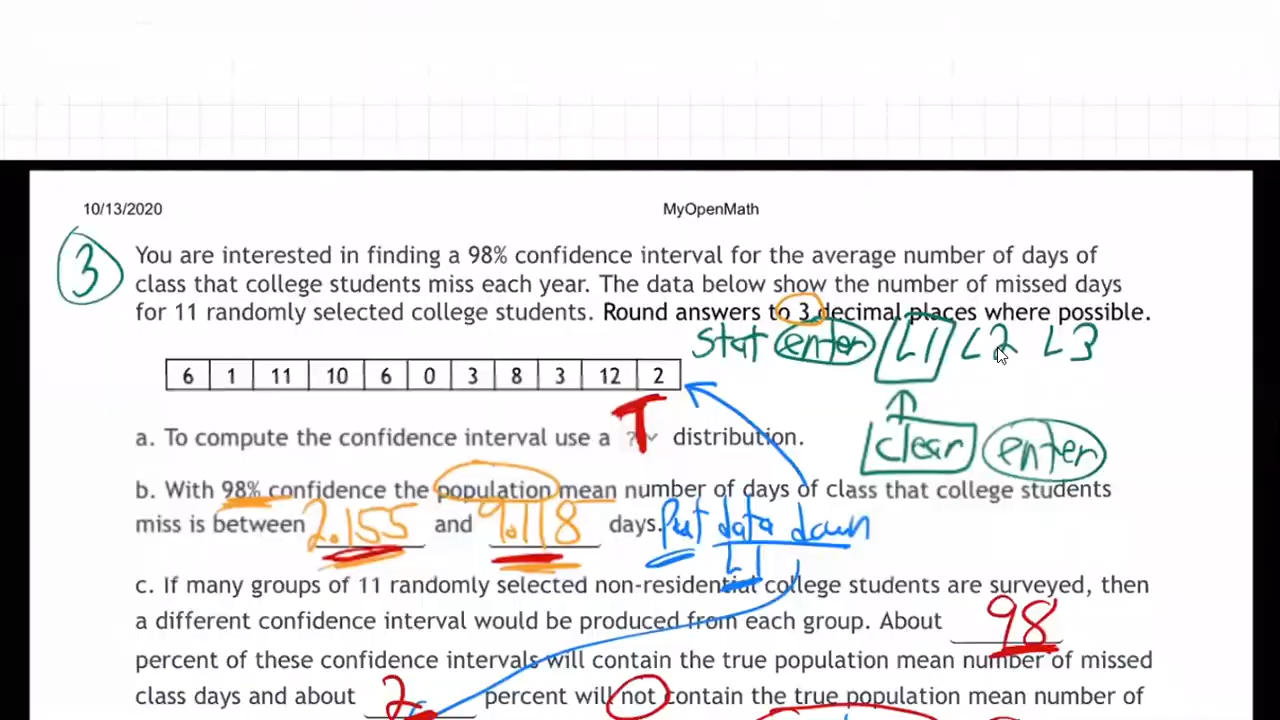 10/13/2020 MyOpenMath
3 You are interested in finding a 98% confidence interval for the average number of days of
class that college students miss each year. The data below show the number of missed days
for 11 randomly selected college students. Round answers to 3 decimal places where possible.
Stat enter L1 L2 L3
6 1 11 10 6 0 3 8 3 12 2
a. To compute the confidence interval use a ? T distribution.
clear enter
b. With 98% confidence the population mean number of days of class that college students
miss is between 2.155 and 9.118 days. Put data down
L1
c. If many groups of 11 randomly selected non-residential college students are surveyed, then
a different confidence interval would be produced from each group. About 98
percent of these confidence intervals will contain the true population mean number of missed
class days and about 2 percent will not contain the true population mean number of